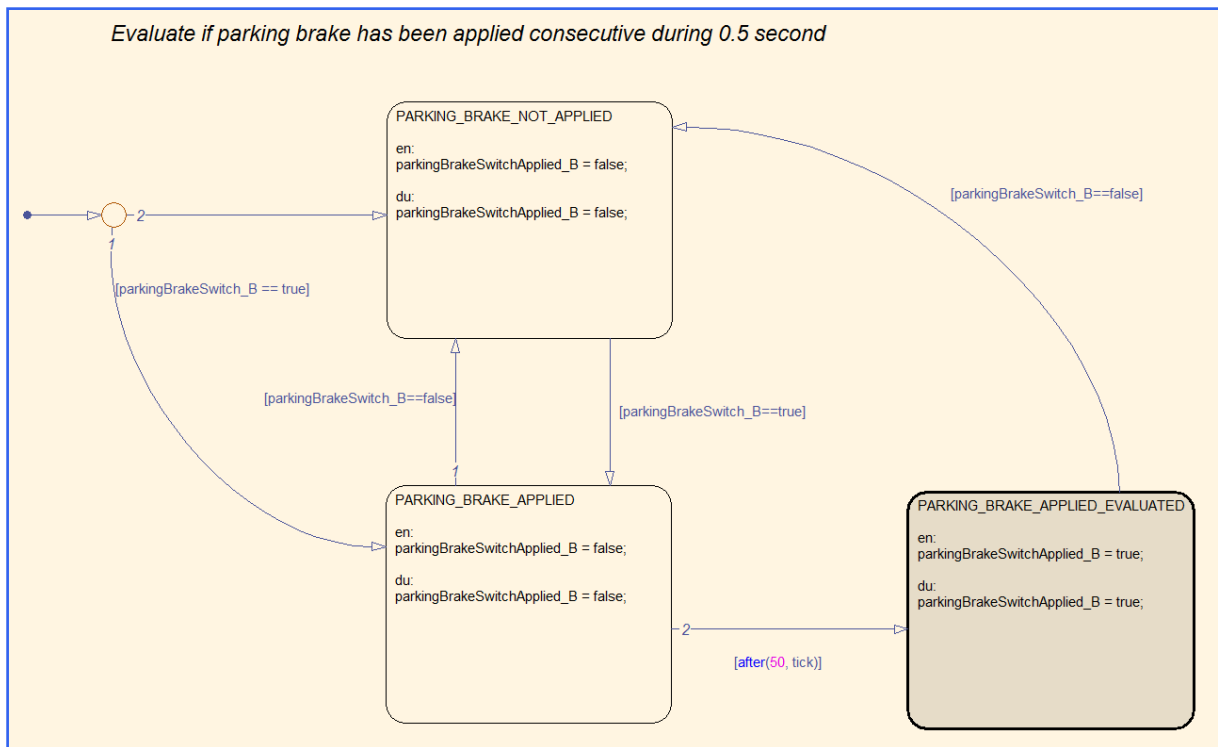 Evaluate if parking brake has been applied consecutive during 0.5 second
PARKING_BRAKE_NOT_APPLIED
en:
parkingBrakeSwitchApplied_B = false;
du:
parkingBrakeSwitchApplied_B = false;
[parkingBrakeSwitch_B==false]
2
1
[parkingBrakeSwitch_B == true]
[parkingBrakeSwitch_B==false]
[parkingBrakeSwitch_B==true]
1
PARKING_BRAKE_APPLIED
en:
parkingBrakeSwitchApplied_B = false;
du:
parkingBrakeSwitchApplied_B = false;
2
[after(50, tick)]
PARKING_BRAKE_APPLIED_EVALUATED
en:
parkingBrakeSwitchApplied_B = true;
du:
parkingBrakeSwitchApplied_B = true;